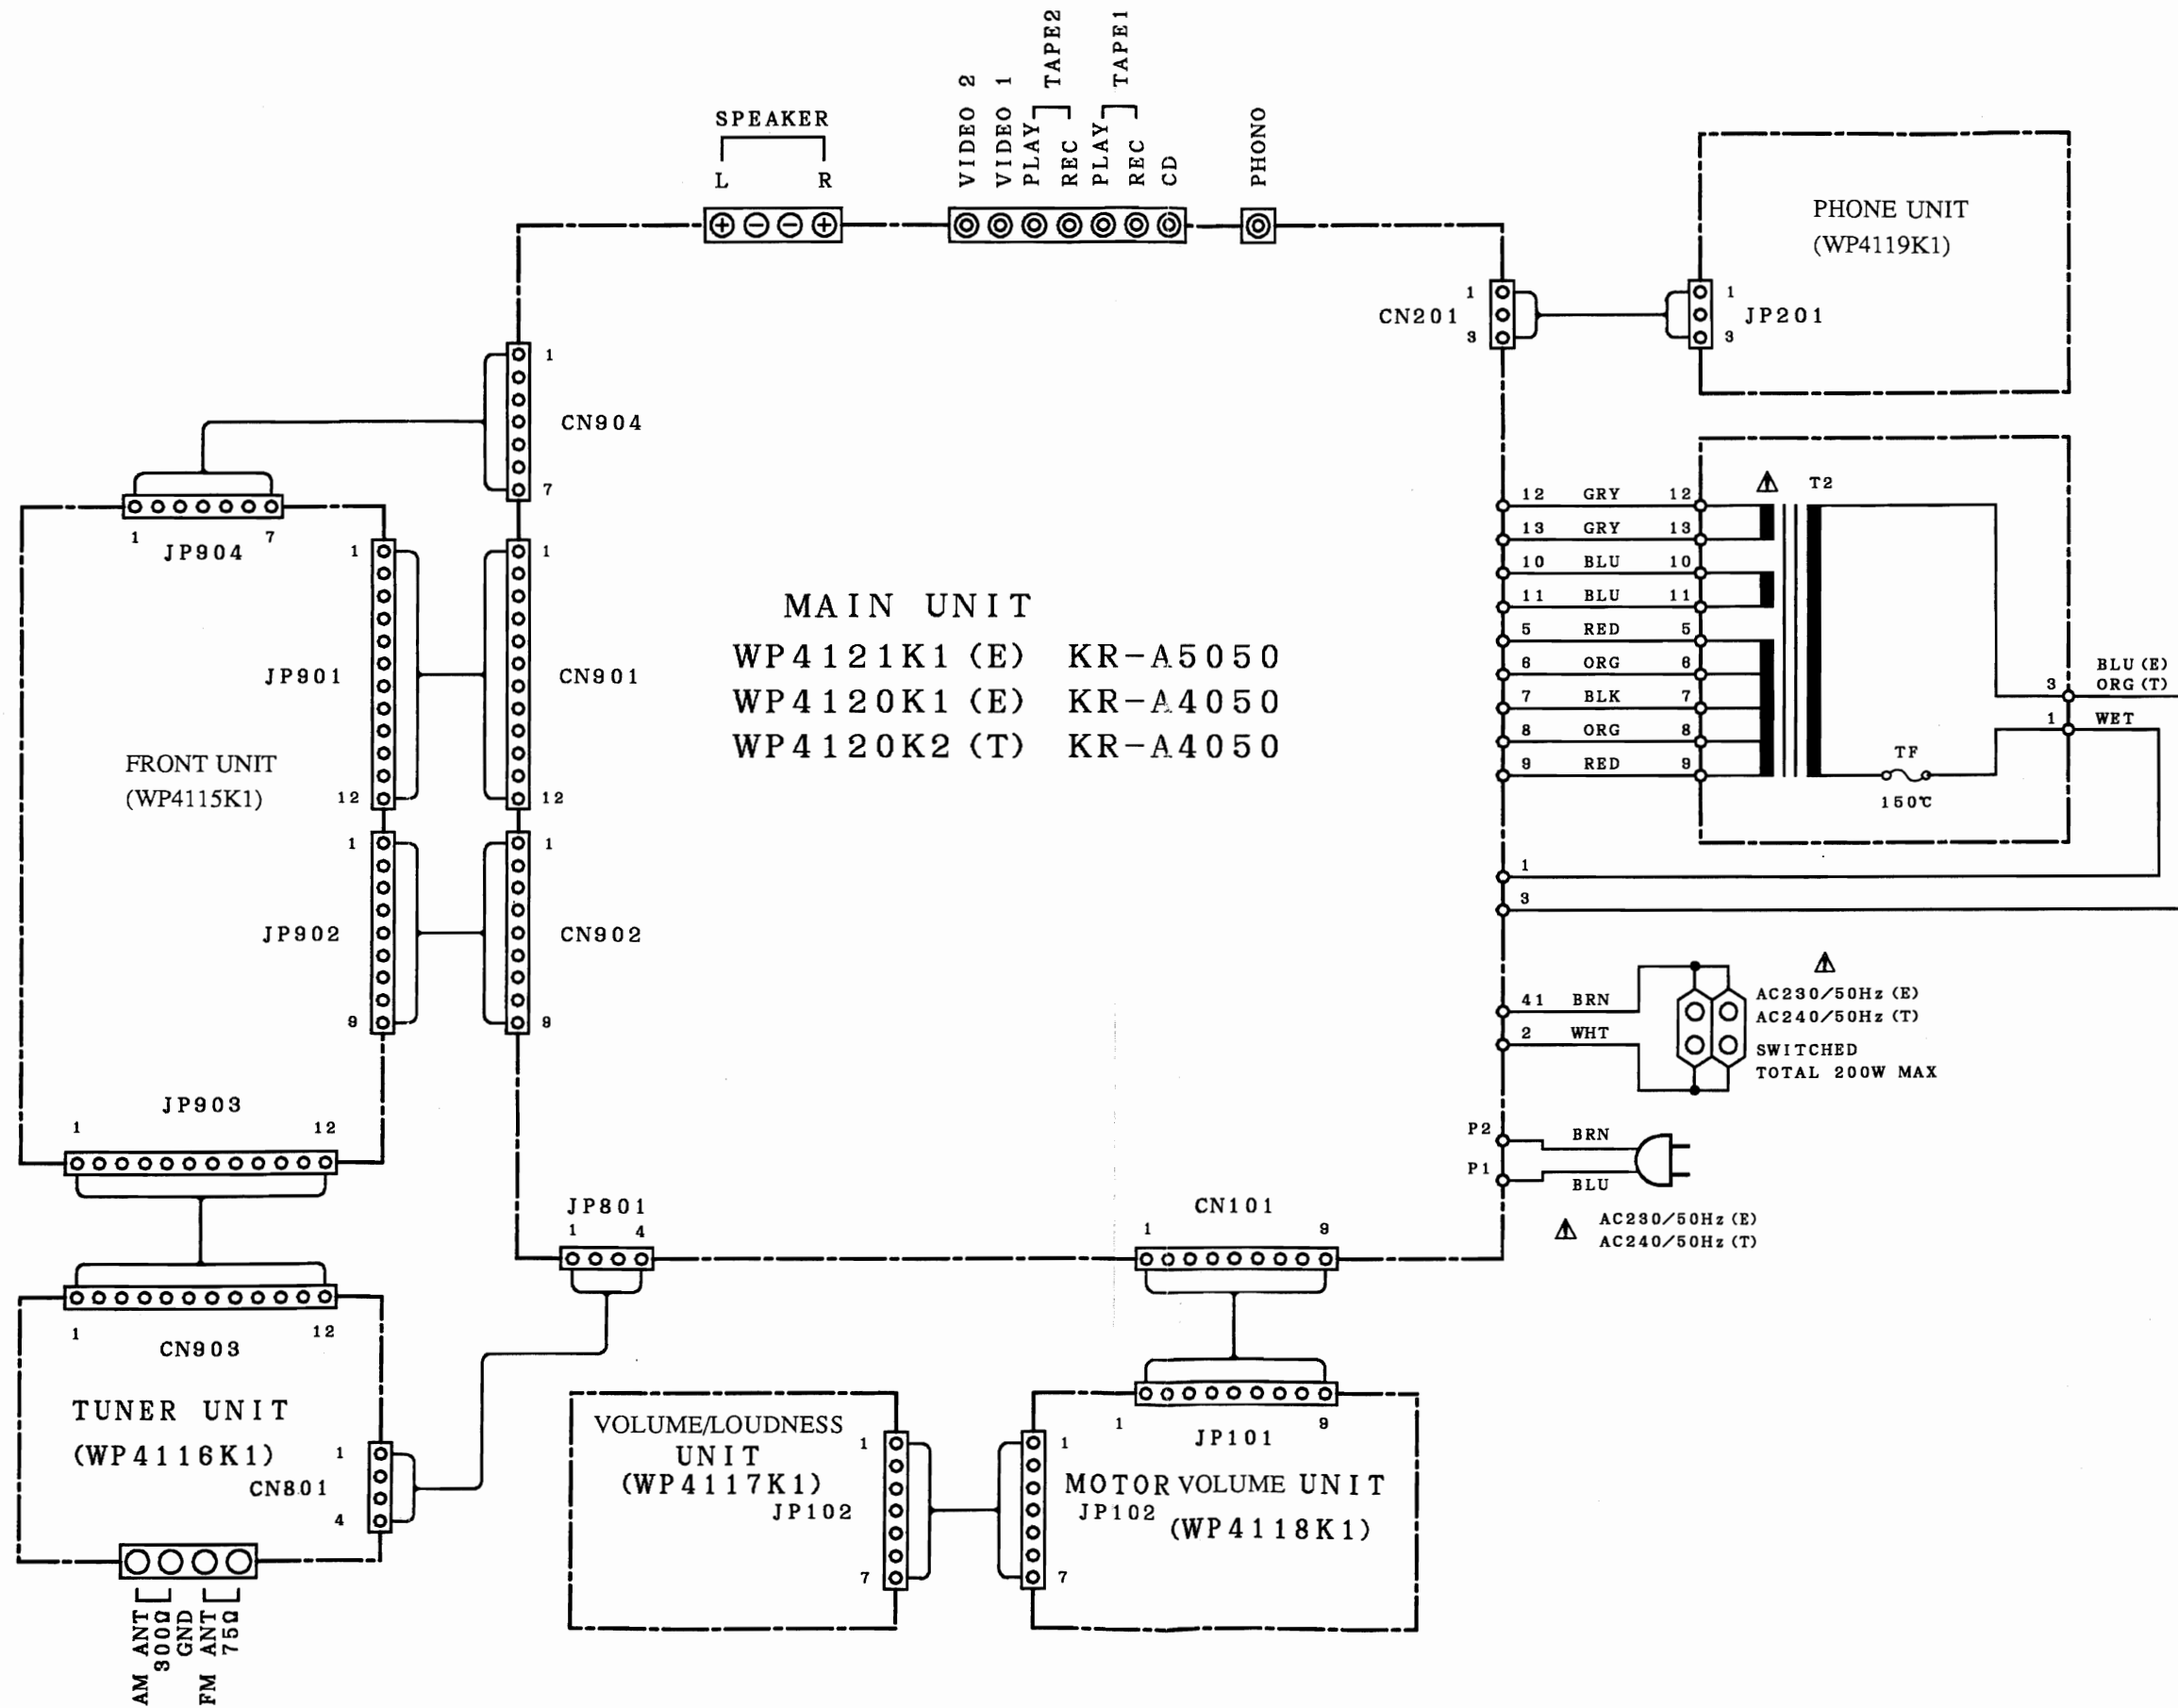 SPEAKER
L R
VIDEO 2
VIDEO 1
PLAY
REC
TAPE2
PLAY
REC
TAPE1
CD
PHONO
PHONE UNIT
(WP4119K1)
CN201
1
3
1
3
JP201
1
CN904
7
1 7
JP904
1
JP901
12
1
CN901
12
FRONT UNIT
(WP4115K1)
1
JP902
9
1
CN902
9
MAIN UNIT
WP4121K1 (E) KR-A5050
WP4120K1 (E) KR-A4050
WP4120K2 (T) KR-A4050
T2
12 GRY 12
13 GRY 13
10 BLU 10
11 BLU 11
5 RED 5
6 ORG 6
7 BLK 7
8 ORG 8
9 RED 9
TF
150℃
BLU (E)
3 ORG (T)
1 WET
1
3
41 BRN
2 WHT
AC230/50Hz (E)
AC240/50Hz (T)
SWITCHED
TOTAL 200W MAX
P2 BRN
P1 BLU
AC230/50Hz (E)
AC240/50Hz (T)
JP903
1 12
1 12
CN903
TUNER UNIT
(WP4116K1)
1
CN801
4
AM ANT
300Ω
GND
FM ANT
75Ω
JP801
1 4
CN101
1 9
1 9
JP101
VOLUME/LOUDNESS
UNIT
(WP4117K1)
JP102
1
7
1
7
MOTOR VOLUME UNIT
JP102
(WP4118K1)